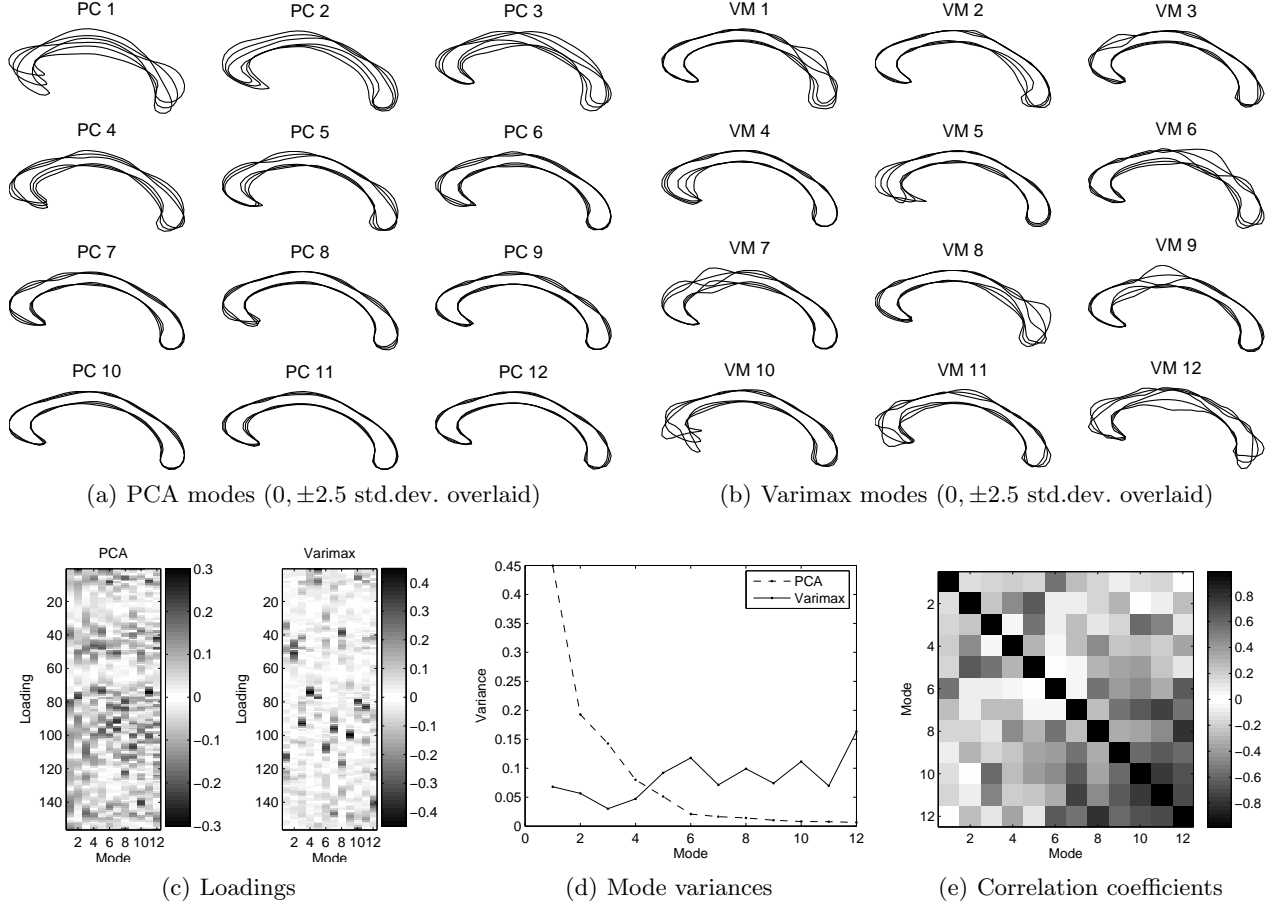 PC 1 PC 2 PC 3 VM 1 VM 2 VM 3
PC 4 PC 5 PC 6 VM 4 VM 5 VM 6
PC 7 PC 8 PC 9 VM 7 VM 8 VM 9
PC 10 PC 11 PC 12 VM 10 VM 11 VM 12
(a) PCA modes (0, ±2.5 std.dev. overlaid)
(b) Varimax modes (0, ±2.5 std.dev. overlaid)
PCA
Loading
20
40
60
80
100
120
140
2 4 6 8 1012
Mode
0.3
0.2
0.1
0
−0.1
−0.2
−0.3
Varimax
Loading
20
40
60
80
100
120
140
2 4 6 8 1012
Mode
0.4
0.3
0.2
0.1
0
−0.1
−0.2
−0.3
−0.4
(c) Loadings
Variance
0.45
0.4
0.35
0.3
0.25
0.2
0.15
0.1
0.05
0
0 2 4 6 8 10 12
Mode
PCA
Varimax
(d) Mode variances
Mode
2
4
6
8
10
12
2 4 6 8 10 12
Mode
0.8
0.6
0.4
0.2
0
−0.2
−0.4
−0.6
−0.8
(e) Correlation coefficients